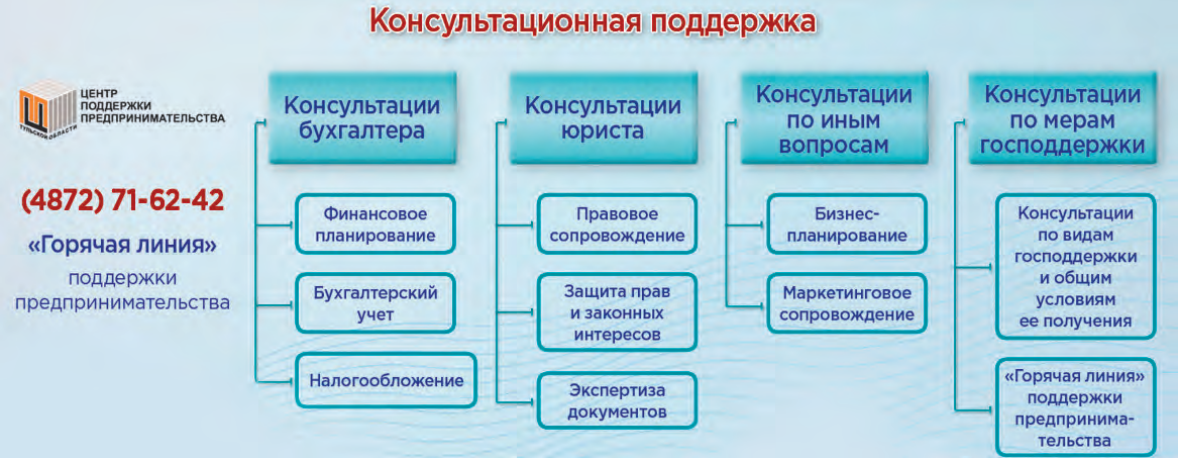 Консультационная поддержка
ЦЕНТР
ПОДДЕРЖКИ
ПРЕДПРИНИМАТЕЛЬСТВА
ТУЛЬСКОЙ ОБЛАСТИ
(4872) 71-62-42
«Горячая линия»
поддержки
предпринимательства
Консультации
бухгалтера
Финансовое
планирование
Бухгалтерский
учет
Налогообложение
Консультации
юриста
Правовое
сопровождение
Защита прав
и законных
интересов
Экспертиза
документов
Консультации
по иным
вопросам
Бизнес-
планирование
Маркетинговое
сопровождение
Консультации
по мерам
господдержки
Консультации
по видам
господдержки
и общим
условиям
ее получения
«Горячая линия»
поддержки
предпринима-
тельства